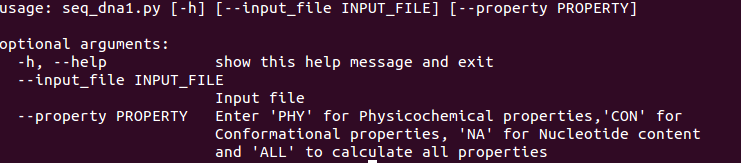 usage: seq_dna1.py [-h] [--input_file INPUT_FILE] [--property PROPERTY]
optional arguments:
-h, --help show this help message and exit
--input_file INPUT_FILE
Input file
--property PROPERTY Enter 'PHY' for Physicochemical properties,'CON' for
Conformational properties, 'NA' for Nucleotide content
and 'ALL' to calculate all properties